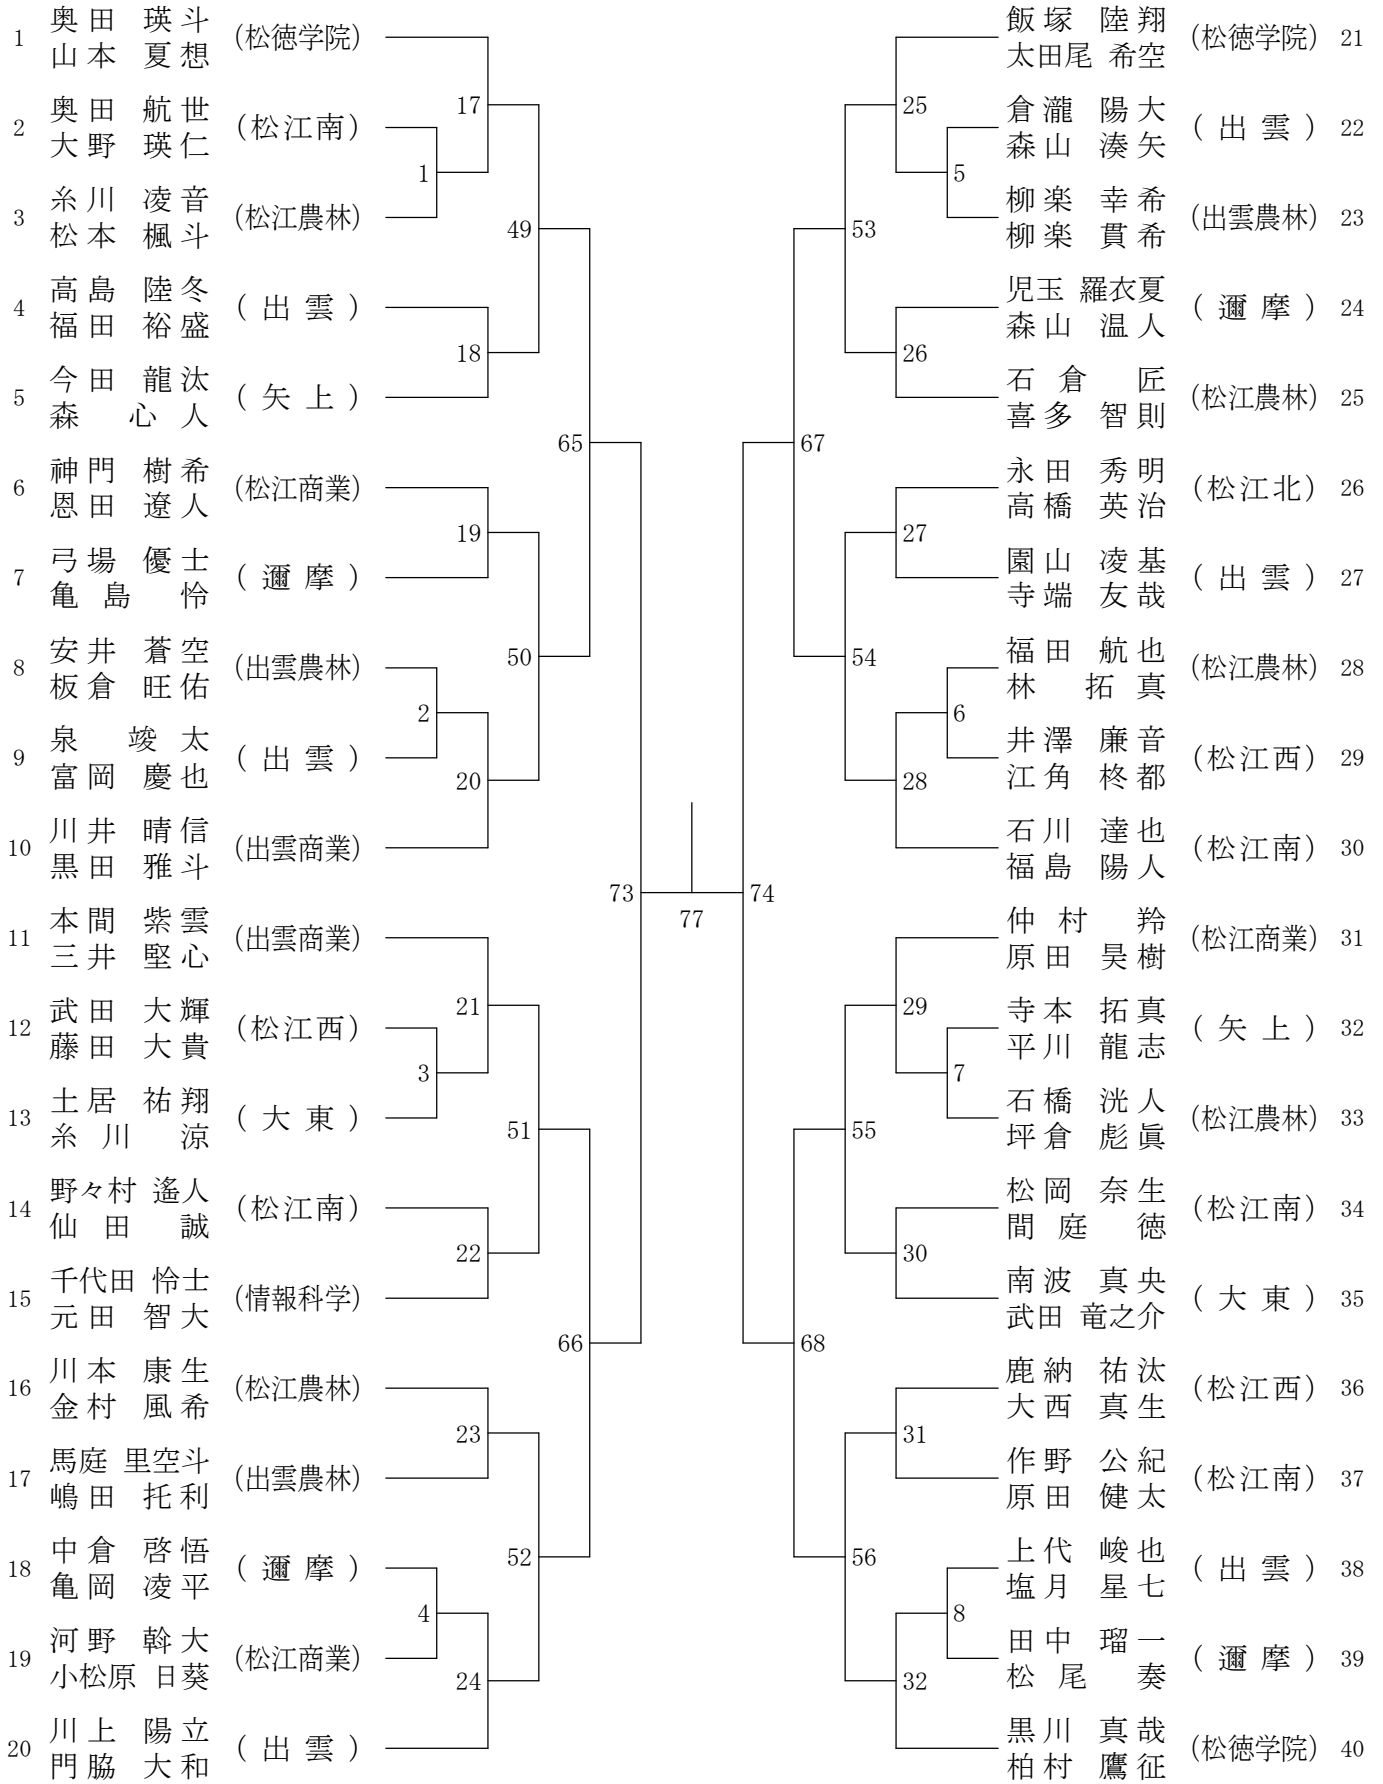 1 奥田 瑛斗 山本 夏想 (松徳学院)
2 奥田 航世 大野 瑛仁 (松江南)
3 糸川 凌音 松本 楓斗 (松江農林)
4 高島 陸冬 福田 裕盛 (出雲)
5 今田 龍汰 森 心人 (矢上)
6 神門 樹希 恩田 遼人 (松江商業)
7 弓場 優士 亀島 怜 (邇摩)
8 安井 蒼空 板倉 旺佑 (出雲農林)
9 泉 竣太 富岡 慶也 (出雲)
10 川井 晴信 黒田 雅斗 (出雲商業)
11 本間 紫雲 三井 堅心 (出雲商業)
12 武田 大輝 藤田 大貴 (松江西)
13 土居 祐翔 糸川 涼 (大東)
14 野々村 遙人 仙田 誠 (松江南)
15 千代田 怜士 元田 智大 (情報科学)
16 川本 康生 金村 風希 (松江農林)
17 馬庭 里空斗 嶋田 托利 (出雲農林)
18 中倉 啓悟 亀岡 凌平 (邇摩)
19 河野 幹大 小松原 日葵 (松江商業)
20 川上 陽立 門脇 大和 (出雲)
1
2
3
4
17
18
19
20
21
22
23
24
49
50
51
52
65
66
73
77
74
67
68
53
54
55
56
25
26
27
28
29
30
31
32
5
6
7
8
飯塚 陸翔 太田尾 希空 (松徳学院) 21
倉瀧 陽大 森山 湊矢 (出雲) 22
柳楽 幸希 柳楽 貫希 (出雲農林) 23
児玉 羅衣夏 森山 温人 (邇摩) 24
石倉 匠 喜多 智則 (松江農林) 25
永田 秀明 高橋 英治 (松江北) 26
園山 凌基 寺端 友哉 (出雲) 27
福田 航也 林 拓真 (松江農林) 28
井澤 廉音 江角 柊都 (松江西) 29
石川 達也 福島 陽人 (松江南) 30
仲村 羚 原田 昊樹 (松江商業) 31
寺本 拓真 平川 龍志 (矢上) 32
石橋 洸人 坪倉 彪眞 (松江農林) 33
松岡 奈生 間庭 徳 (松江南) 34
南波 真央 武田 竜之介 (大東) 35
鹿納 祐汰 大西 真生 (松江西) 36
作野 公紀 原田 健太 (松江南) 37
上代 峻也 塩月 星七 (出雲) 38
田中 瑠一 松尾 奏 (邇摩) 39
黒川 真哉 柏村 鷹征 (松徳学院) 40